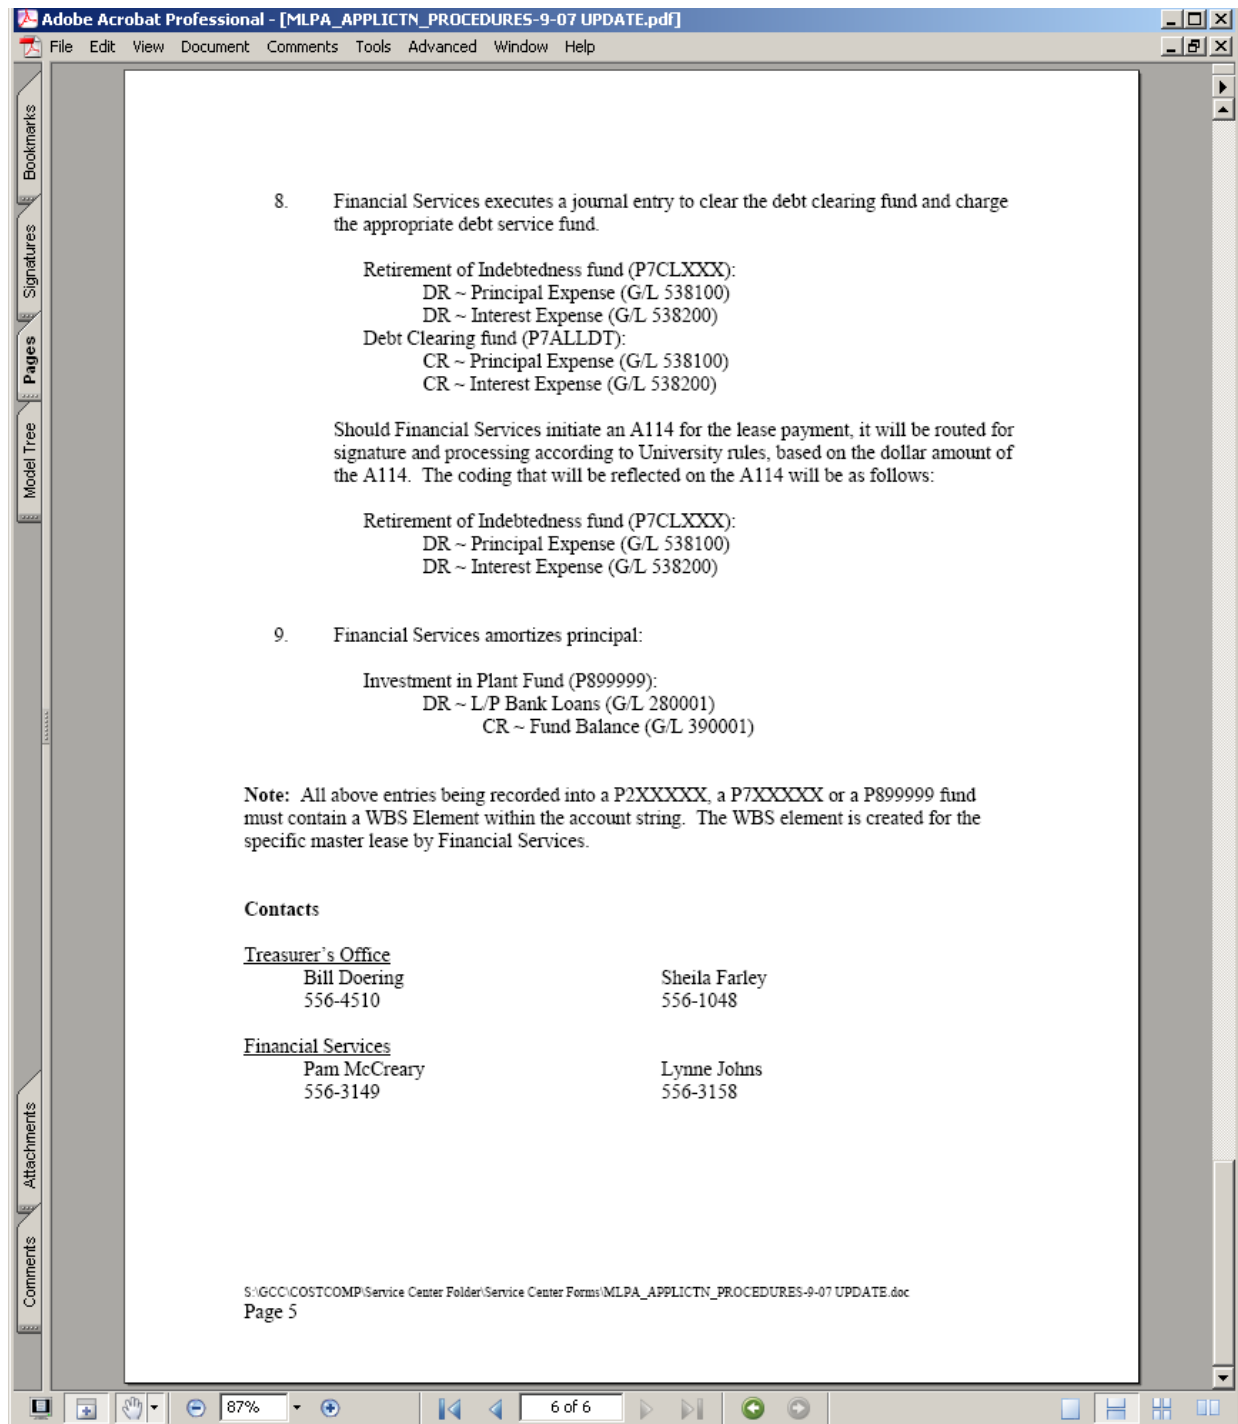 Adobe Acrobat Professional - [MLPA_APPLICTN_PROCEDURES-9-07 UPDATE.pdf]
File Edit View Document Comments Tools Advanced Window Help
Bookmarks
Signatures
Pages
Model Tree
Attachments
Comments
8. Financial Services executes a journal entry to clear the debt clearing fund and charge
the appropriate debt service fund.
Retirement of Indebtedness fund (P7CLXXX):
DR ~ Principal Expense (G/L 538100)
DR ~ Interest Expense (G/L 538200)
Debt Clearing fund (P7ALLDT):
CR ~ Principal Expense (G/L 538100)
CR ~ Interest Expense (G/L 538200)
Should Financial Services initiate an A114 for the lease payment, it will be routed for
signature and processing according to University rules, based on the dollar amount of
the A114. The coding that will be reflected on the A114 will be as follows:
Retirement of Indebtedness fund (P7CLXXX):
DR ~ Principal Expense (G/L 538100)
DR ~ Interest Expense (G/L 538200)
9. Financial Services amortizes principal:
Investment in Plant Fund (P899999):
DR ~ L/P Bank Loans (G/L 280001)
CR ~ Fund Balance (G/L 390001)
Note: All above entries being recorded into a P2XXXXX, a P7XXXXX or a P899999 fund
must contain a WBS Element within the account string. The WBS element is created for the
specific master lease by Financial Services.
Contacts
Treasurer's Office
Bill Doering Sheila Farley
556-4510 556-1048
Financial Services
Pam McCreary Lynne Johns
556-3149 556-3158
S:\GCC\COSTCOMP\Service Center Folder\Service Center Forms\MLPA_APPLICTN_PROCEDURES-9-07 UPDATE.doc
Page 5
87% 6 of 6